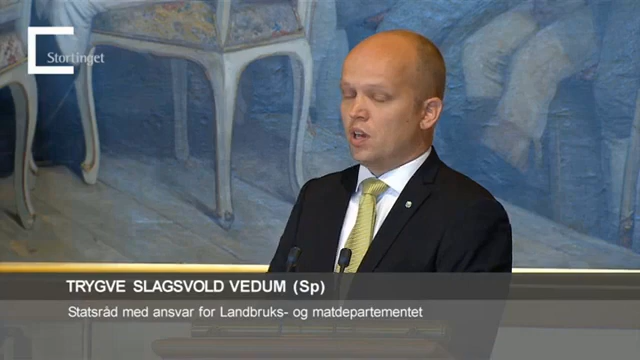 Stortinget
TRYGVE SLAGSVOLD VEDUM (Sp)
Statsråd med ansvar for Landbruks- og matdepartementet